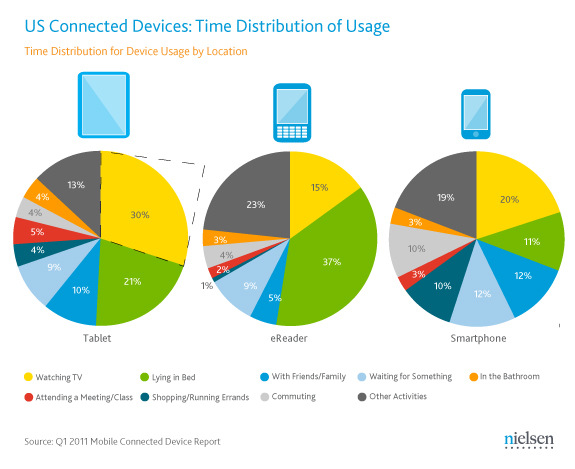 US Connected Devices: Time Distribution of Usage
Time Distribution for Device Usage by Location
30%
21%
10%
9%
4%
5%
4%
4%
13%
Tablet
15%
37%
5%
9%
1%
2%
4%
3%
23%
eReader
20%
11%
12%
12%
10%
3%
10%
3%
19%
Smartphone
Watching TV
Lying in Bed
With Friends/Family
Waiting for Something
In the Bathroom
Attending a Meeting/Class
Shopping/Running Errands
Commuting
Other Activities
Source: Q1 2011 Mobile Connected Device Report
nielsen